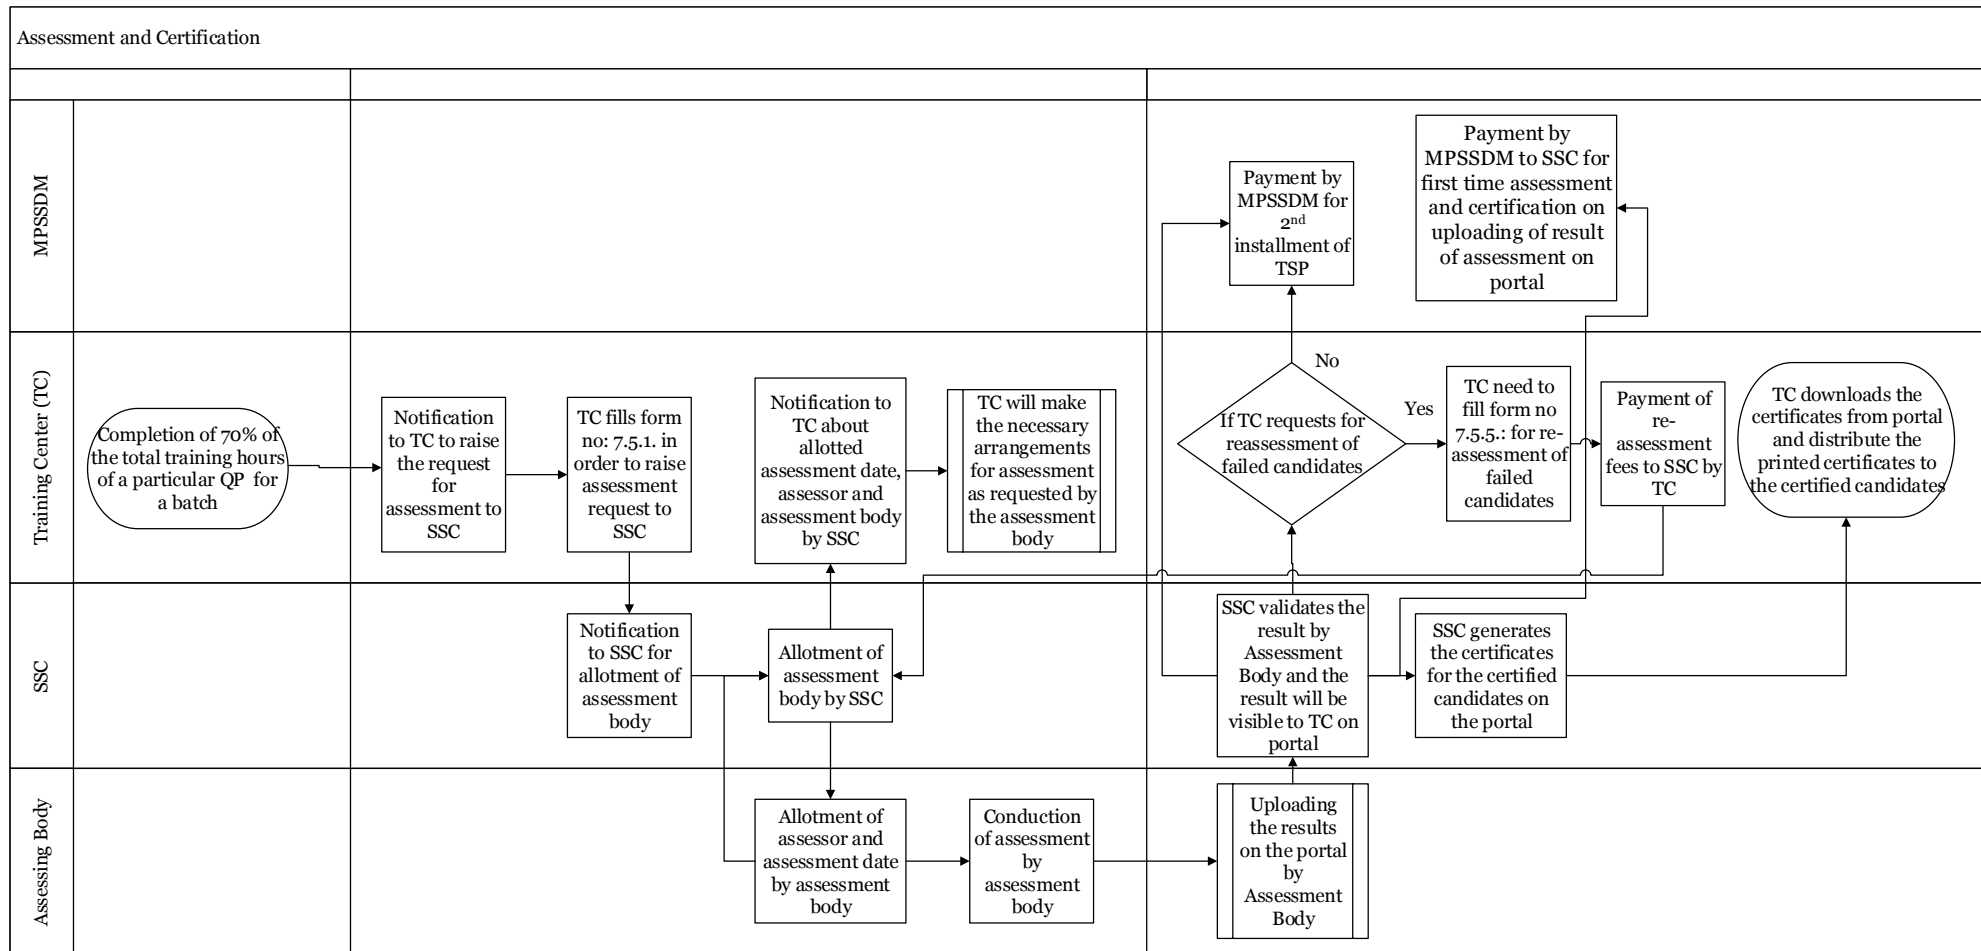 Assessment and Certification
MPSSDM
Payment by
MPSSDM for
2nd
installment of
TSP
Payment by
MPSSDM to SSC for
first time assessment
and certification on
uploading of result
of assessment on
portal
Training Center (TC)
Completion of 70% of
the total training hours
of a particular QP for
a batch
Notification
to TC to raise
the request
for
assessment to
SSC
TC fills form
no: 7.5.1. in
order to raise
assessment
request to
SSC
Notification to
TC about
allotted
assessment date,
assessor and
assessment body
by SSC
TC will make
the necessary
arrangements
for assessment
as requested by
the assessment
body
If TC requests for
reassessment of
failed candidates
No
Yes
TC need to
fill form no
7.5.5.: for re-
assessment of
failed
candidates
Payment of
re-
assessment
fees to SSC by
TC
TC downloads the
certificates from portal
and distribute the
printed certificates to
the certified candidates
SSC
Notification
to SSC for
allotment of
assessment
body
Allotment of
assessment
body by SSC
SSC validates the
result by
Assessment
Body and the
result will be
visible to TC on
portal
SSC generates
the certificates
for the certified
candidates on
the portal
Assessing Body
Allotment of
assessor and
assessment date
by assessment
body
Conduction
of assessment
by
assessment
body
Uploading
the results
on the portal
by
Assessment
Body